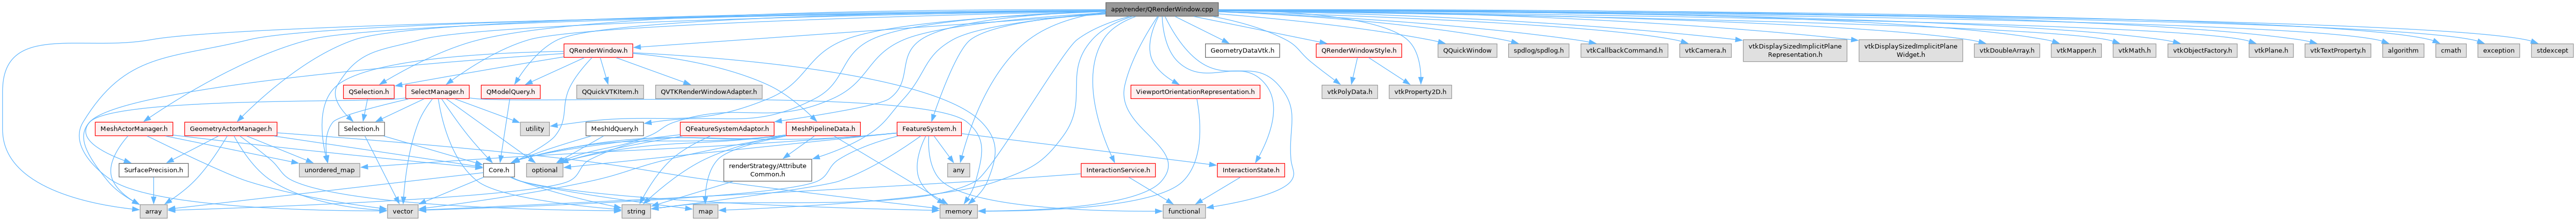 app/render/QRenderWindow.cpp
QRenderWindow.h
GeometryDataVtk.h
QRenderWindowStyle.h
QQuickWindow
spdlog/spdlog.h
vtkCallbackCommand.h
vtkCamera.h
vtkDisplaySizedImplicitPlane
Representation.h
vtkDisplaySizedImplicitPlane
Widget.h
vtkDoubleArray.h
vtkMapper.h
vtkMath.h
vtkObjectFactory.h
vtkPlane.h
vtkTextProperty.h
algorithm
cmath
exception
stdexcept
QSelection.h
SelectManager.h
QModelQuery.h
QQuickVTKItem.h
QVTKRenderWindowAdapter.h
ViewportOrientationRepresentation.h
vtkPolyData.h
vtkProperty2D.h
MeshActorManager.h
GeometryActorManager.h
Selection.h
utility
MeshIdQuery.h
QFeatureSystemAdaptor.h
MeshPipelineData.h
FeatureSystem.h
SurfacePrecision.h
unordered_map
Core.h
optional
renderStrategy/Attribute
Common.h
any
InteractionService.h
InteractionState.h
array
vector
string
map
memory
functional